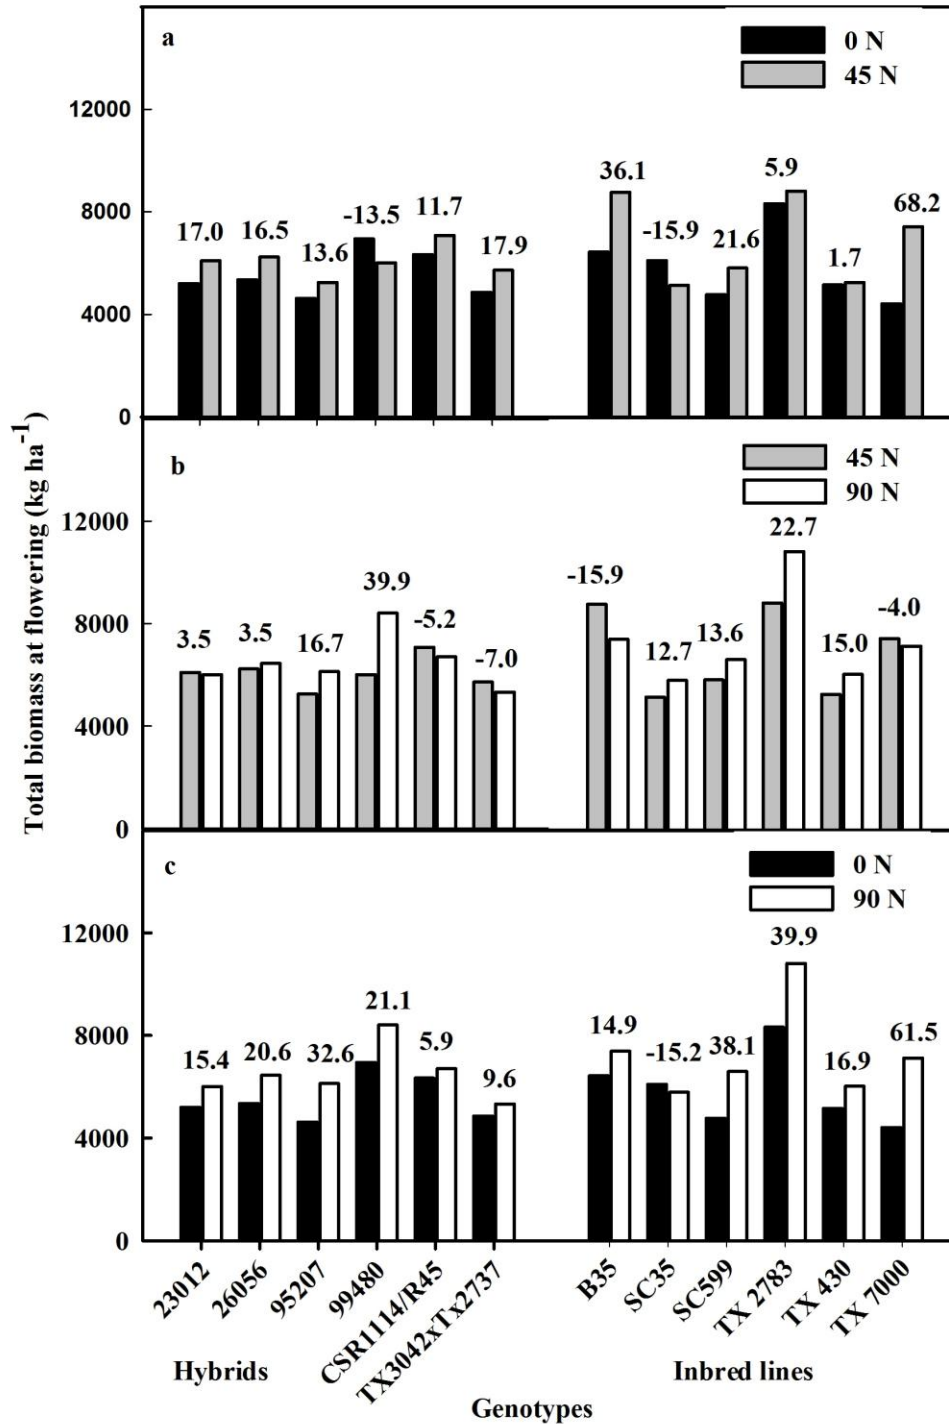 a
0 N
45 N
12000
8000
4000
0
17.0
16.5
13.6
-13.5
11.7
17.9
36.1
-15.9
21.6
5.9
1.7
68.2
Total biomass at flowering (kg ha-1)
b
45 N
90 N
12000
8000
4000
0
3.5
3.5
16.7
39.9
-5.2
-7.0
-15.9
12.7
13.6
22.7
15.0
-4.0
c
0 N
90 N
12000
8000
4000
0
15.4
20.6
32.6
21.1
5.9
9.6
14.9
-15.2
38.1
39.9
16.9
61.5
23012
26056
95207
99480
CSR1114/R45
TX3042xTx2737
B35
SC35
SC599
TX 2783
TX 430
TX 7000
Hybrids
Inbred lines
Genotypes